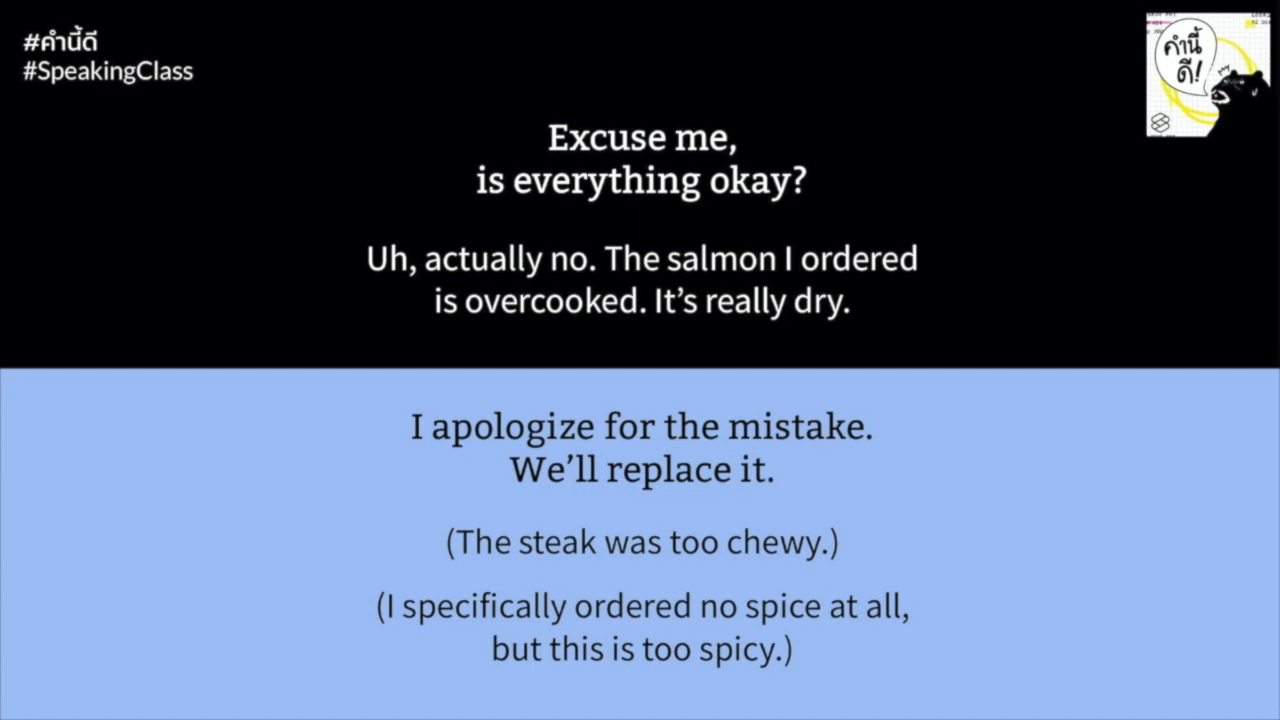 #คำนี้ดี
#SpeakingClass
คำนี้
ดี!
Excuse me,
is everything okay?
Uh, actually no. The salmon I ordered
is overcooked. It's really dry.
I apologize for the mistake.
We'll replace it.
(The steak was too chewy.)
(I specifically ordered no spice at all,
but this is too spicy.)